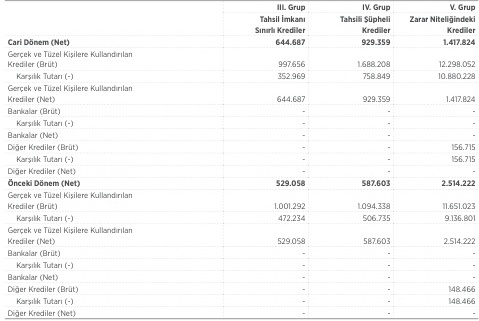 III. Grup IV. Grup V. Grup
Tahsil İmkanı Tahsili Şüpheli Zarar Niteliğindeki
Sınırlı Krediler Krediler Krediler
Cari Dönem (Net) 644.687 929.359 1.417.824
Gerçek ve Tüzel Kişilere Kullandırılan
Krediler (Brüt) 997.656 1.688.208 12.298.052
Karşılık Tutarı (-) 352.969 758.849 10.880.228
Gerçek ve Tüzel Kişilere Kullandırılan
Krediler (Net) 644.687 929.359 1.417.824
Bankalar (Brüt) - - -
Karşılık Tutarı (-) - - -
Bankalar (Net) - - -
Diğer Krediler (Brüt) - - 156.715
Karşılık Tutarı (-) - - 156.715
Diğer Krediler (Net) - - -
Önceki Dönem (Net) 529.058 587.603 2.514.222
Gerçek ve Tüzel Kişilere Kullandırılan
Krediler (Brüt) 1.001.292 1.094.338 11.651.023
Karşılık Tutarı (-) 472.234 506.735 9.136.801
Gerçek ve Tüzel Kişilere Kullandırılan
Krediler (Net) 529.058 587.603 2.514.222
Bankalar (Brüt) - - -
Karşılık Tutarı (-) - - -
Bankalar (Net) - - -
Diğer Krediler (Brüt) - - 148.466
Karşılık Tutarı (-) - - 148.466
Diğer Krediler (Net) - - -